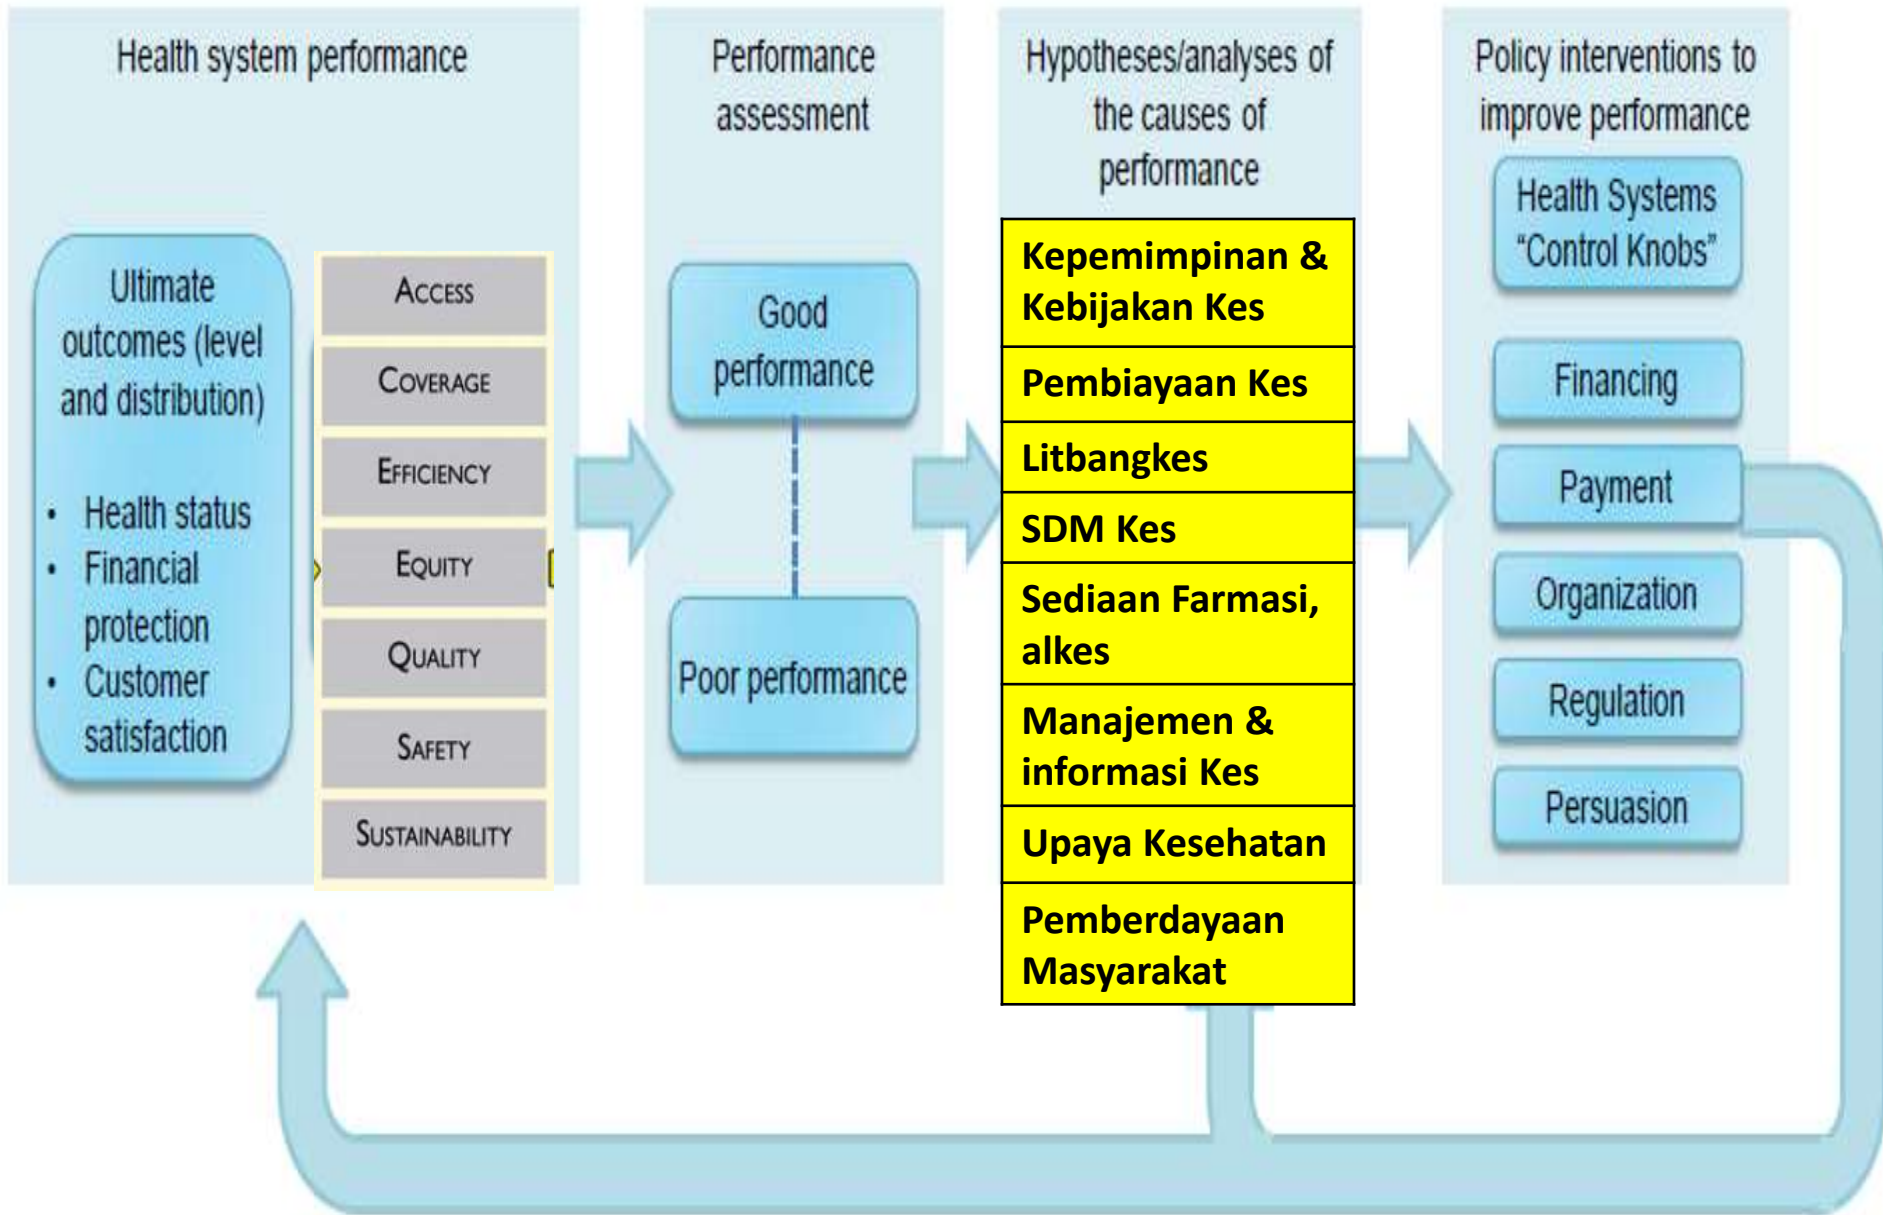 Health system performance
Ultimate
outcomes (level
and distribution)
• Health status
• Financial
protection
• Customer
satisfaction
ACCESS
COVERAGE
EFFICIENCY
EQUITY
QUALITY
SAFETY
SUSTAINABILITY
Performance
assessment
Good
performance
Poor performance
Hypotheses/analyses of
the causes of
performance
Kepemimpinan &
Kebijakan Kes
Pembiayaan Kes
Litbangkes
SDM Kes
Sediaan Farmasi,
alkes
Manajemen &
informasi Kes
Upaya Kesehatan
Pemberdayaan
Masyarakat
Policy interventions to
improve performance
Health Systems
“Control Knobs”
Financing
Payment
Organization
Regulation
Persuasion